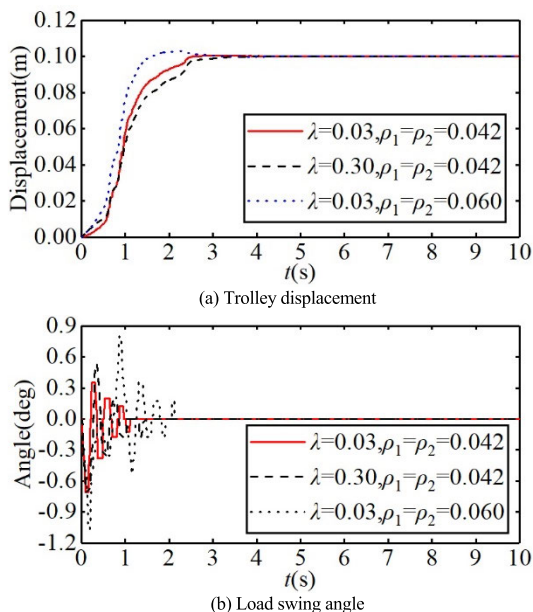 0.12
0.10
0.08
0.06
0.04
0.02
0.00
Displacement(m)
λ=0.03,ρ₁=ρ₂=0.042
λ=0.30,ρ₁=ρ₂=0.042
λ=0.03,ρ₁=ρ₂=0.060
0 1 2 3 4 5 6 7 8 9 10
t(s)
(a) Trolley displacement
0.9
0.6
0.3
0.0
-0.3
-0.6
-0.9
-1.2
Angle(deg)
λ=0.03,ρ₁=ρ₂=0.042
λ=0.30,ρ₁=ρ₂=0.042
λ=0.03,ρ₁=ρ₂=0.060
0 1 2 3 4 5 6 7 8 9 10
t(s)
(b) Load swing angle